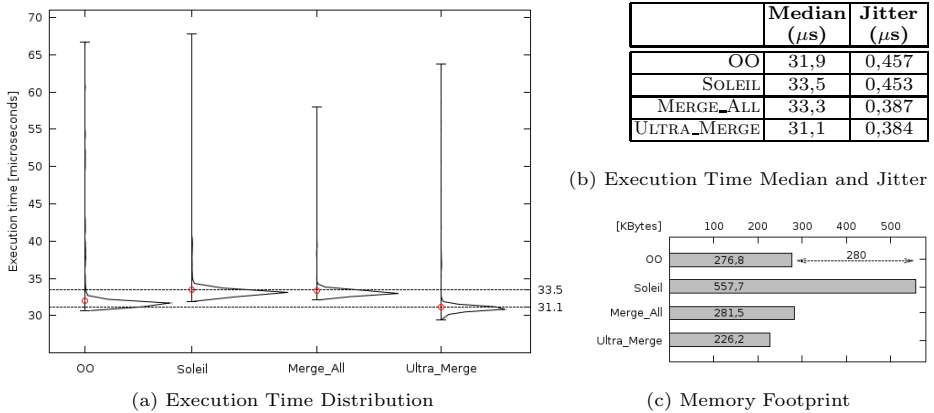 70
65
60
55
50
45
40
35
30
Execution time [microseconds]
33.5
31.1
OO Soleil Merge_All Ultra_Merge
(a) Execution Time Distribution
Median Jitter
(μs) (μs)
OO 31,9 0,457
SOLEIL 33,5 0,453
MERGE_ALL 33,3 0,387
ULTRA_MERGE 31,1 0,384
(b) Execution Time Median and Jitter
[KBytes] 100 200 300 400 500
OO 276,8 280
Soleil 557,7
Merge_All 281,5
Ultra_Merge 226,2
(c) Memory Footprint